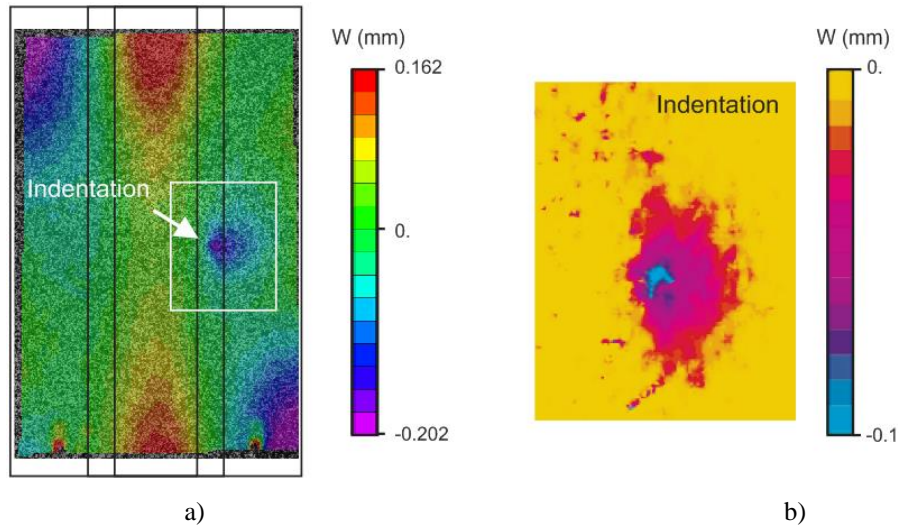 W (mm)
0.162
0.
-0.202
Indentation
a)
W (mm)
0.
-0.1
Indentation
b)